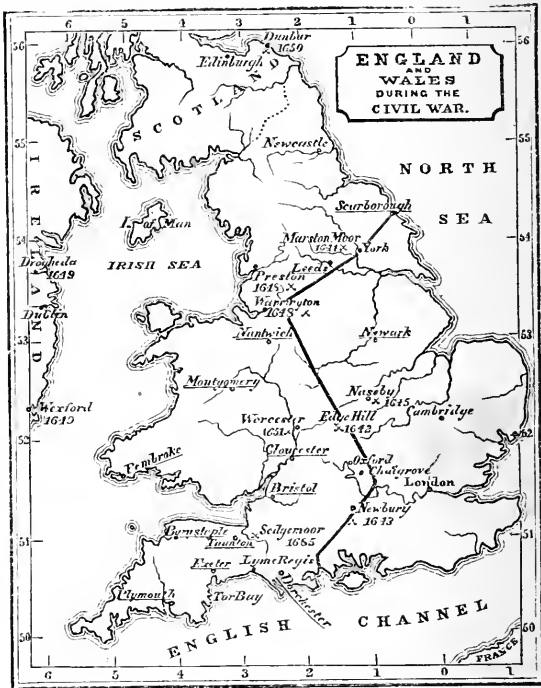 6 5 4 3 2 1 0 1
ENGLAND
AND
WALES
DURING THE
CIVIL WAR.
56
56
Dunbar
1650
Edinburgh
SCOTLAND
55
55
Newcastle
NORTH
SEA
Scarborough
IRELAND
I. of Man
54
54
Marston Moor
1644
York
Drogheda
1649
IRISH SEA
Leeds
Preston
1648
Warrington
1648
Dublin
53
53
Nantwich
Newark
Montgomery
Naseby
1645
Wexford
1649
Worcester
1651
Edge Hill
1642
Cambridge
52
52
Gloucester
Pembroke
Oxford
Chalgrove
London
Bristol
Newbury
1643
51
51
Barnstaple
Sedgemoor
1685
Taunton
Exeter
Lyme Regis
Dorchester
Plymouth
Tor Bay
50
50
ENGLISH CHANNEL
FRANCE
6 5 4 3 2 1 0 1